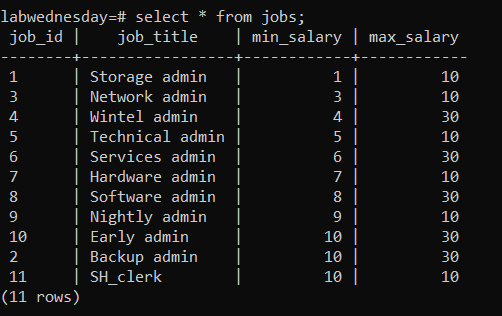 labwednesday=# select * from jobs;
 job_id |    job_title    | min_salary | max_salary
--------+-----------------+------------+------------
 1      | Storage admin   |          1 |         10
 3      | Network admin   |          3 |         10
 4      | Wintel admin    |          4 |         30
 5      | Technical admin |          5 |         10
 6      | Services admin  |          6 |         30
 7      | Hardware admin  |          7 |         10
 8      | Software admin  |          8 |         30
 9      | Nightly admin   |          9 |         10
 10     | Early admin     |         10 |         30
 2      | Backup admin    |         10 |         30
 11     | SH_clerk        |         10 |         10
(11 rows)